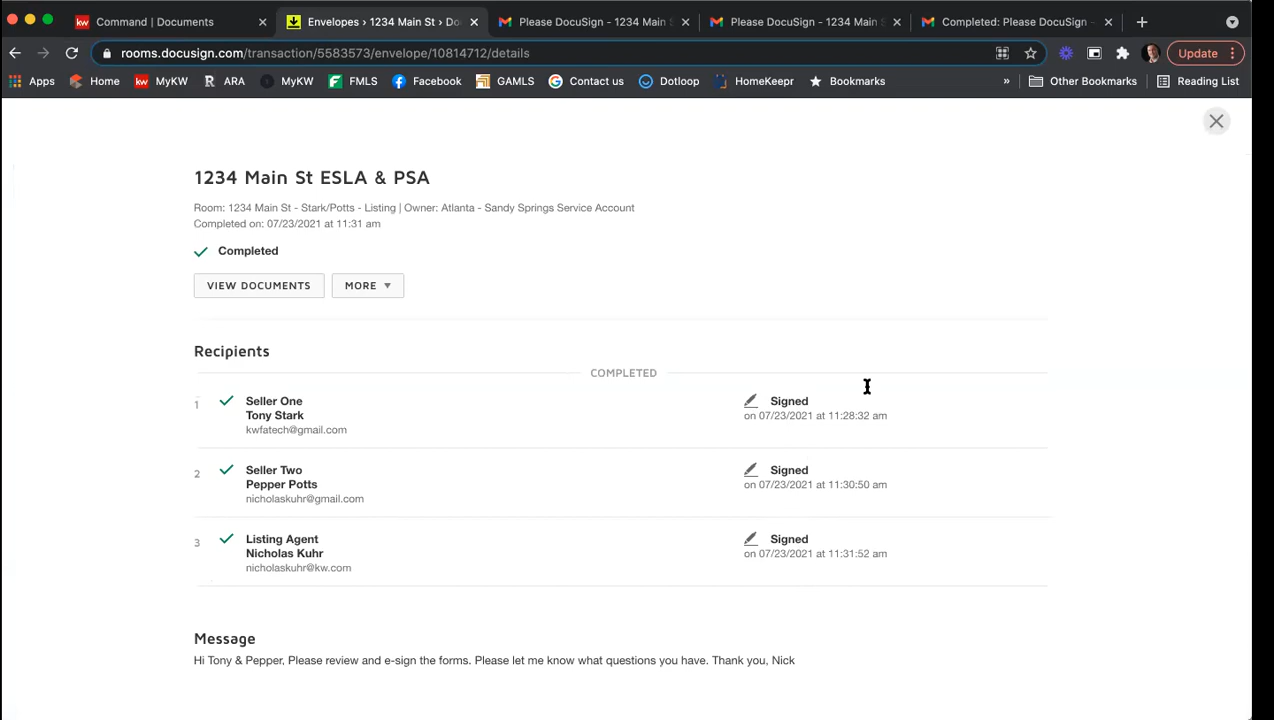 Command | Documents
Envelopes › 1234 Main St › Do
Please DocuSign - 1234 Main
Please DocuSign - 1234 Main S
Completed: Please DocuSign -
rooms.docusign.com/transaction/5583573/envelope/10814712/details
Update
Apps
Home
kw MyKW
R ARA
MyKW
FMLS
Facebook
GAMLS
Contact us
Dotloop
HomeKeepr
Bookmarks
»
Other Bookmarks
Reading List
1234 Main St ESLA & PSA
Room: 1234 Main St - Stark/Potts - Listing | Owner: Atlanta - Sandy Springs Service Account
Completed on: 07/23/2021 at 11:31 am
Completed
VIEW DOCUMENTS
MORE
Recipients
COMPLETED
1
Seller One
Tony Stark
kwfatech@gmail.com
Signed
on 07/23/2021 at 11:28:32 am
2
Seller Two
Pepper Potts
nicholaskuhr@gmail.com
Signed
on 07/23/2021 at 11:30:50 am
3
Listing Agent
Nicholas Kuhr
nicholaskuhr@kw.com
Signed
on 07/23/2021 at 11:31:52 am
Message
Hi Tony & Pepper, Please review and e-sign the forms. Please let me know what questions you have. Thank you, Nick